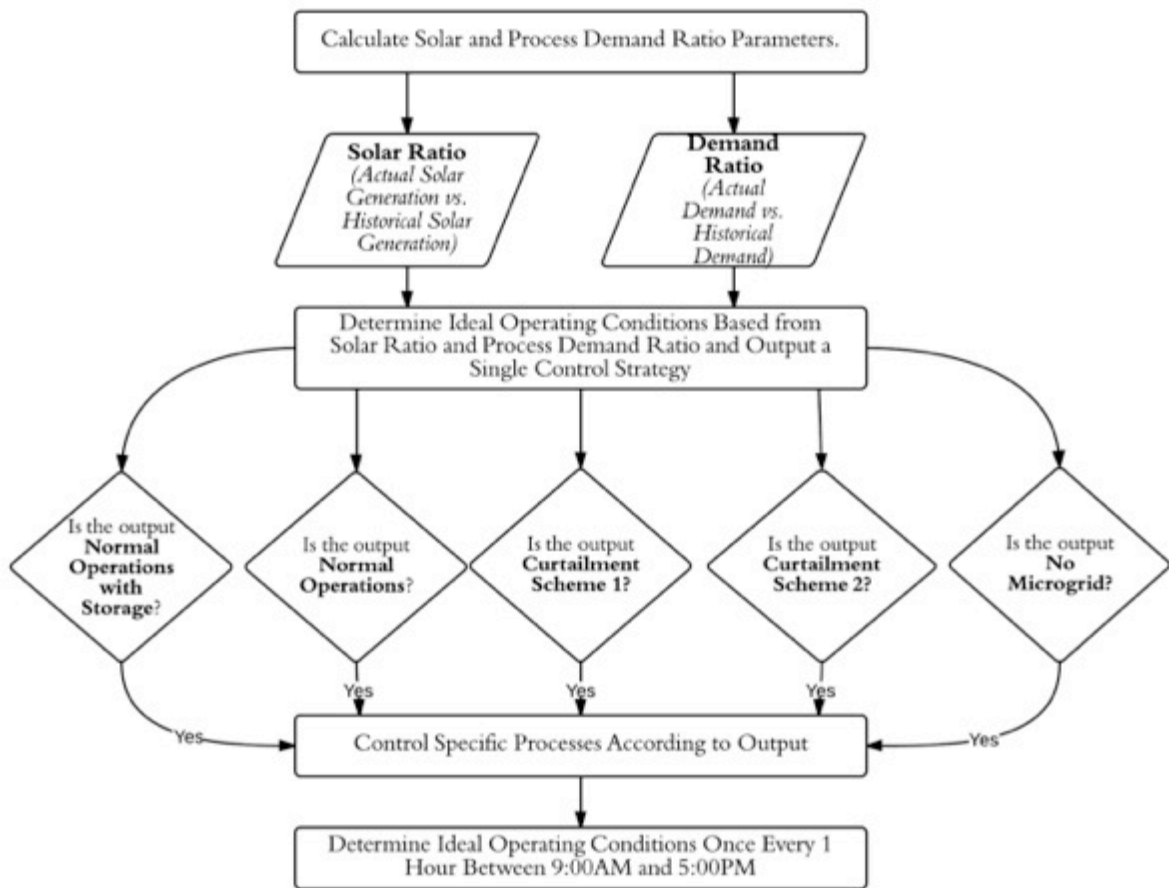 Calculate Solar and Process Demand Ratio Parameters.
Solar Ratio
(Actual Solar
Generation vs.
Historical Solar
Generation)
Demand
Ratio
(Actual
Demand vs.
Historical
Demand)
Determine Ideal Operating Conditions Based from
Solar Ratio and Process Demand Ratio and Output a
Single Control Strategy
Is the output
Normal
Operations
with
Storage?
Is the output
Normal
Operations?
Is the output
Curtailment
Scheme 1?
Is the output
Curtailment
Scheme 2?
Is the output
No
Microgrid?
Yes
Yes
Yes
Yes
Yes
Control Specific Processes According to Output
Determine Ideal Operating Conditions Once Every 1
Hour Between 9:00AM and 5:00PM